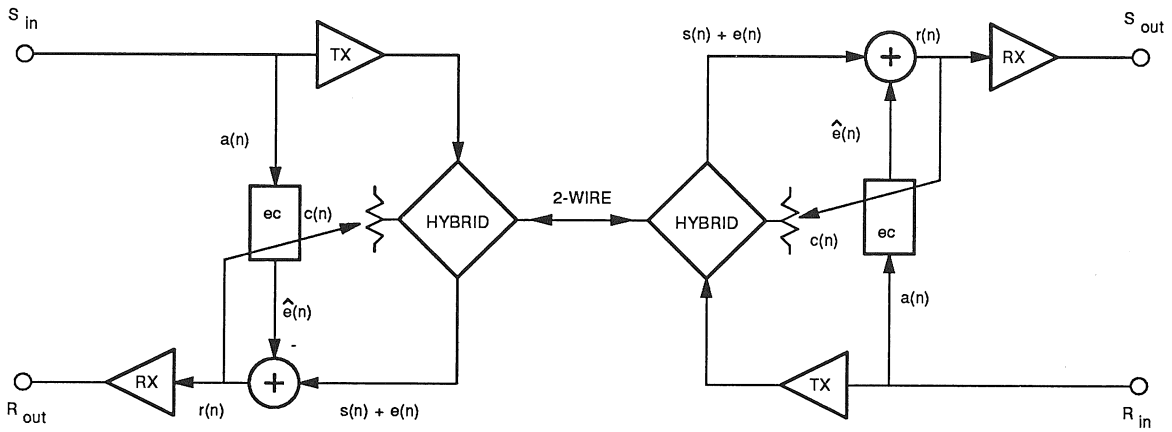 S in
TX
a(n)
ec
c(n)
HYBRID
ê(n)
-
+
RX
r(n)
s(n) + e(n)
R out
2-WIRE
s(n) + e(n)
+
r(n)
RX
S out
ê(n)
HYBRID
c(n)
ec
a(n)
TX
R in